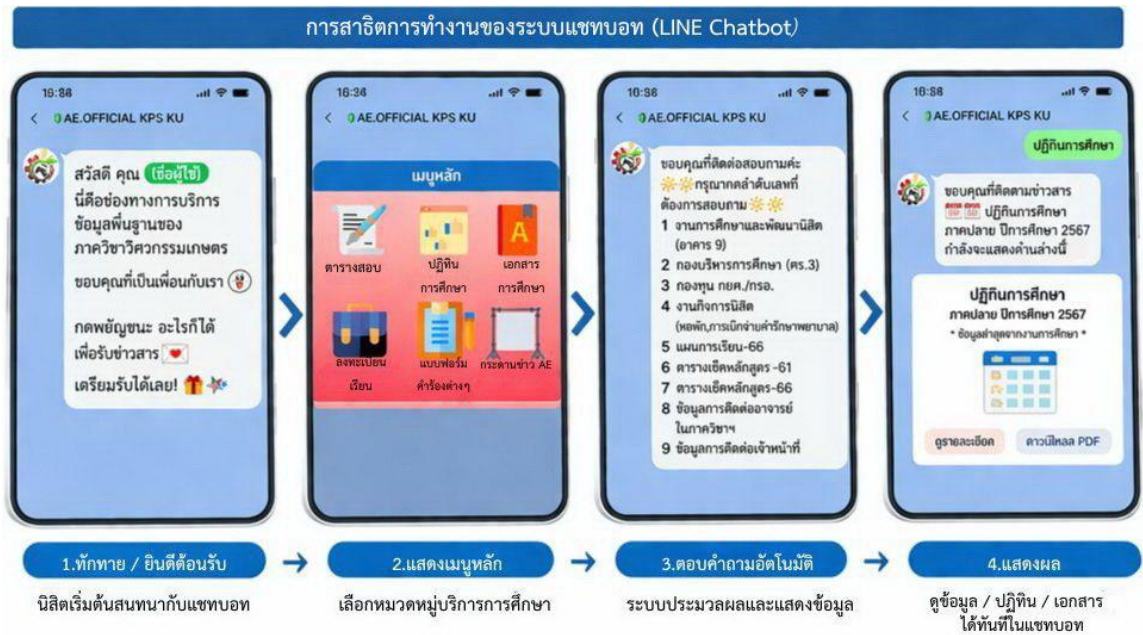 การสาธิตการทำงานของระบบแชทบอท (LINE Chatbot)
16:86
AE.OFFICIAL KPS KU
สวัสดี คุณ (ชื่อผู้ใช้)
นี่คือช่องทางการบริการ
ข้อมูลพื้นฐานของ
ภาควิชาวิศวกรรมเกษตร
ขอบคุณที่เป็นเพื่อนกับเรา
กดพยัญชนะ อะไรก็ได้
เพื่อรับข่าวสาร
เตรียมรับได้เลย!
16:36
AE.OFFICIAL KPS KU
เมนูหลัก
ตารางสอบ
ปฏิทิน
การศึกษา
A
เอกสาร
การศึกษา
ลงทะเบียน
เรียน
แบบฟอร์ม
คำร้องต่างๆ
กระดานข่าว AE
16:36
AE.OFFICIAL KPS KU
ขอบคุณที่ติดต่อสอบถามค่ะ
กรุณากดลำดับเลขที่
ต้องการสอบถาม
1 งานการศึกษาและพัฒนานิสิต
(อาคาร 9)
2 กองบริหารการศึกษา (ศร.3)
3 กองทุน กยศ./กรอ.
4 งานกิจการนิสิต
(หอพัก,การเบิกจ่ายค่ารักษาพยาบาล)
5 แผนการเรียน-66
6 ตารางเช็คหลักสูตร -61
7 ตารางเช็คหลักสูตร-66
8 ข้อมูลการติดต่ออาจารย์
ในภาควิชาฯ
9 ข้อมูลการติดต่อเจ้าหน้าที่
16:86
AE.OFFICIAL KPS KU
ปฏิทินการศึกษา
ขอบคุณที่ติดตามข่าวสาร
ปฏิทินการศึกษา
ภาคปลาย ปีการศึกษา 2567
กำลังจะแสดงด้านล่างนี้
ปฏิทินการศึกษา
ภาคปลาย ปีการศึกษา 2567
* ข้อมูลล่าสุดจากงานการศึกษา *
ดูรายละเอียด
ดาวน์โหลด PDF
1.ทักทาย / ยินดีต้อนรับ
นิสิตเริ่มต้นสนทนากับแชทบอท
2.แสดงเมนูหลัก
เลือกหมวดหมู่บริการการศึกษา
3.ตอบคำถามอัตโนมัติ
ระบบประมวลผลและแสดงข้อมูล
4.แสดงผล
ดูข้อมูล / ปฏิทิน / เอกสาร
ได้ทันทีในแชทบอท